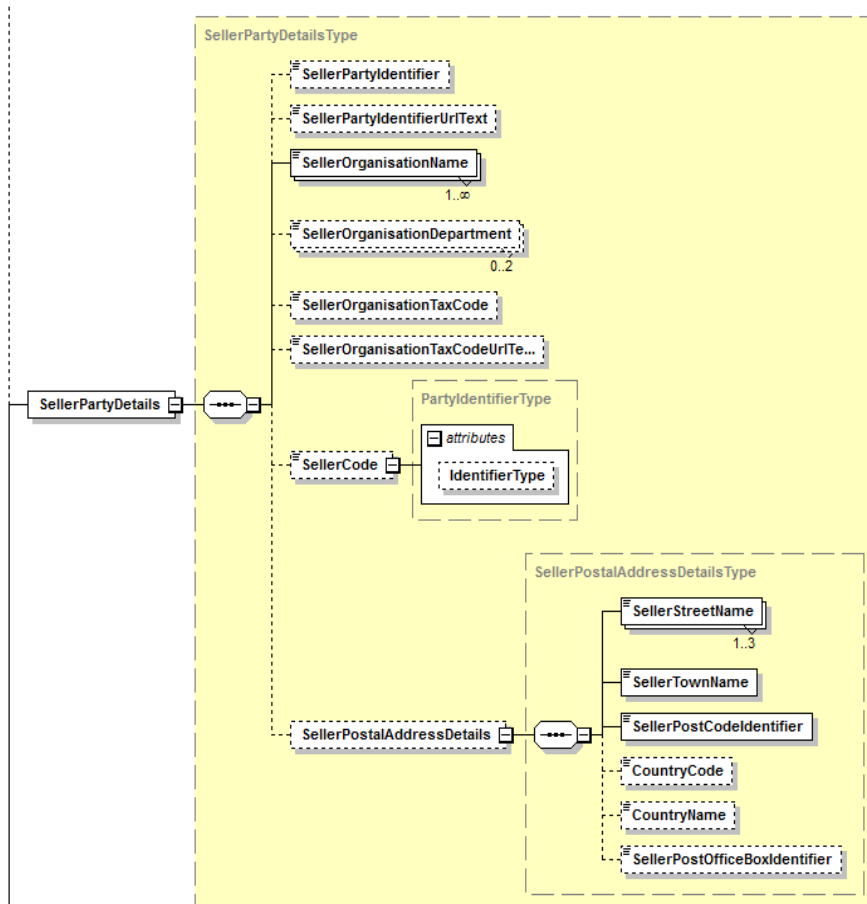 SellerPartyDetailsType
SellerPartyIdentifier
SellerPartyIdentifierUrlText
SellerOrganisationName
1..∞
SellerOrganisationDepartment
0..2
SellerOrganisationTaxCode
SellerOrganisationTaxCodeUrlTe...
SellerPartyDetails
PartyIdentifierType
attributes
SellerCode
IdentifierType
SellerPostalAddressDetailsType
SellerStreetName
1..3
SellerTownName
SellerPostCodeIdentifier
SellerPostalAddressDetails
CountryCode
CountryName
SellerPostOfficeBoxIdentifier